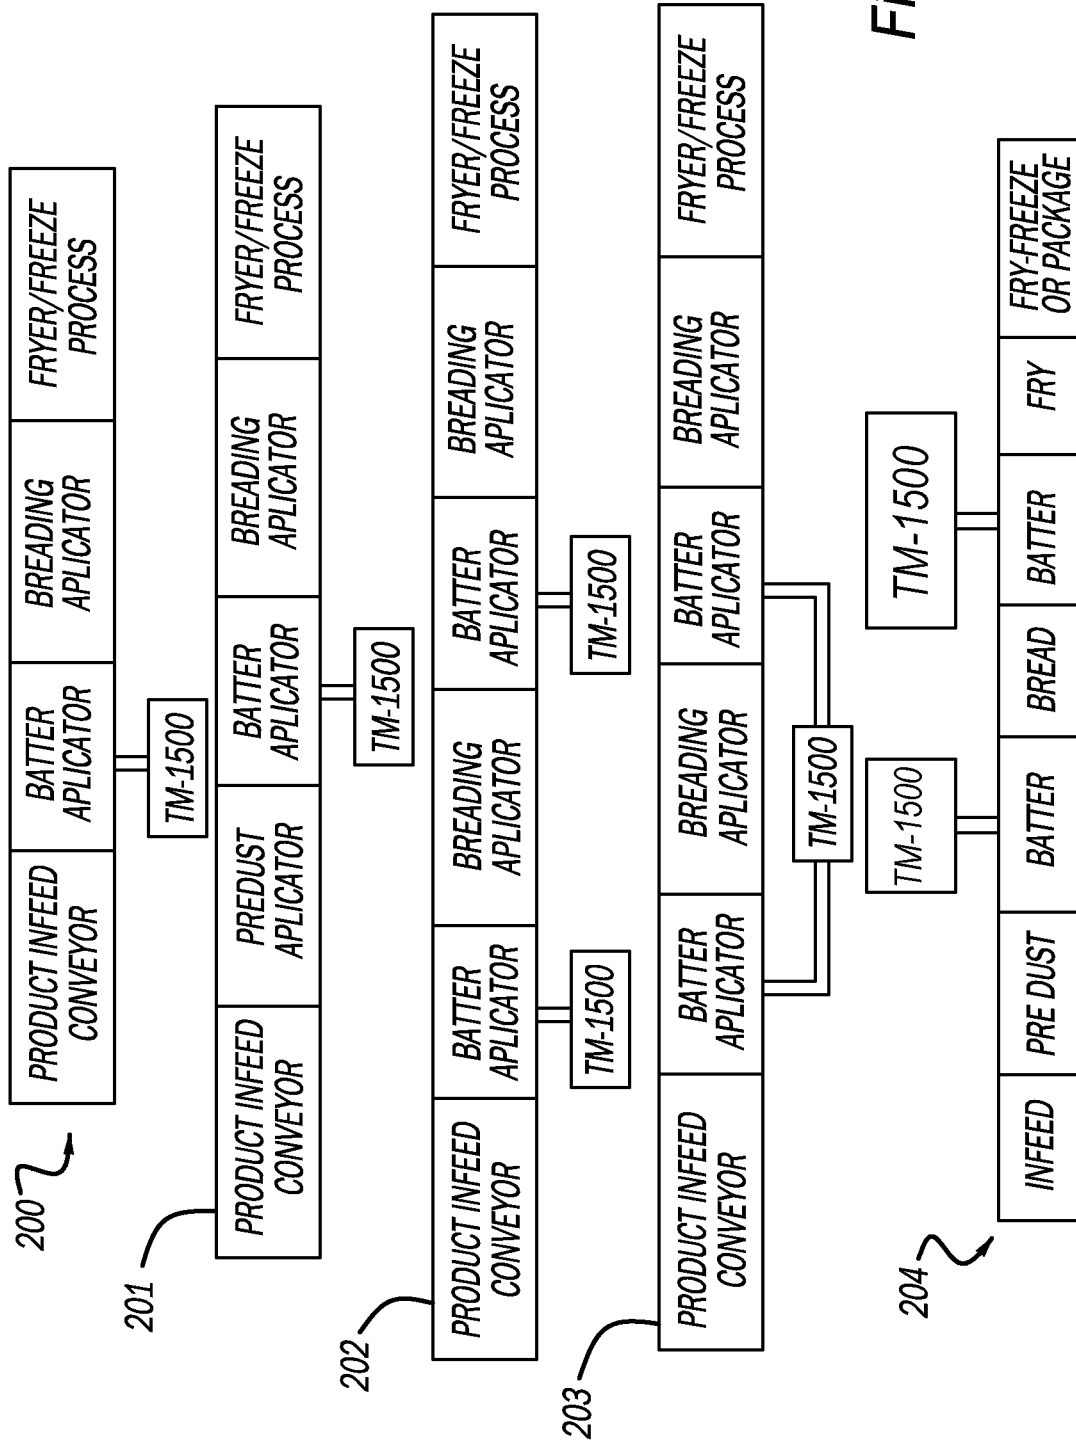 200
PRODUCT INFEED
CONVEYOR
BATTER
APLICATOR
BREADING
APLICATOR
FRYER/FREEZE
PROCESS
TM-1500
201
PRODUCT INFEED
CONVEYOR
PREDUST
APLICATOR
BATTER
APLICATOR
BREADING
APLICATOR
FRYER/FREEZE
PROCESS
TM-1500
202
PRODUCT INFEED
CONVEYOR
BATTER
APLICATOR
BREADING
APLICATOR
BATTER
APLICATOR
BREADING
APLICATOR
FRYER/FREEZE
PROCESS
TM-1500
TM-1500
203
PRODUCT INFEED
CONVEYOR
BATTER
APLICATOR
BREADING
APLICATOR
BATTER
APLICATOR
BREADING
APLICATOR
FRYER/FREEZE
PROCESS
TM-1500
TM-1500
TM-1500
204
INFEED
PRE DUST
BATTER
BREAD
BATTER
FRY
FRY-FREEZE
OR PACKAGE